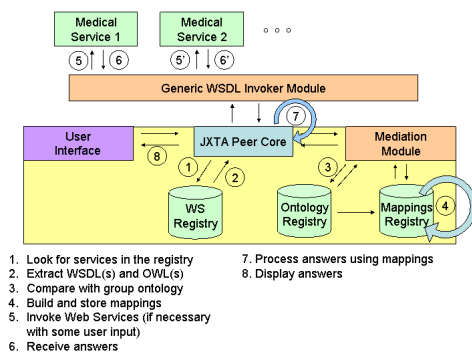 Medical
Service 1
Medical
Service 2
5
6
5'
6'
Generic WSDL Invoker Module
7
User
Interface
JXTA Peer Core
Mediation
Module
8
1
2
3
WS
Registry
Ontology
Registry
Mappings
Registry
4
1. Look for services in the registry
2. Extract WSDL(s) and OWL(s)
3. Compare with group ontology
4. Build and store mappings
5. Invoke Web Services (if necessary
with some user input)
6. Receive answers
7. Process answers using mappings
8. Display answers